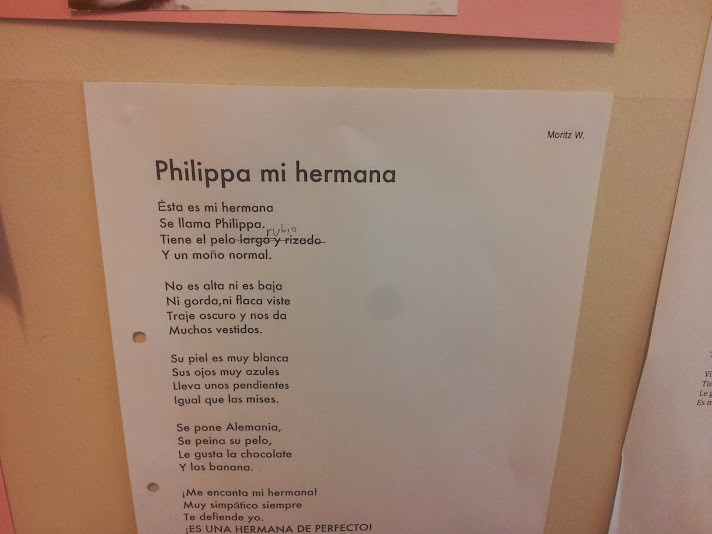 Moritz W.
Philippa mi hermana
Ésta es mi hermana
Se llama Philippa.
rubio
Tiene el pelo largo y rizado
Y un moño normal.
No es alta ni es baja
Ni gorda,ni flaca viste
Traje oscuro y nos da
Muchos vestidos.
Su piel es muy blanca
Sus ojos muy azules
Lleva unos pendientes
Igual que las mises.
Se pone Alemania,
Se peina su pelo,
Le gusta la chocolate
Y los banana.
¡Me encanta mi hermana!
Muy simpático siempre
Te defiende yo.
¡ES UNA HERMANA DE PERFECTO!